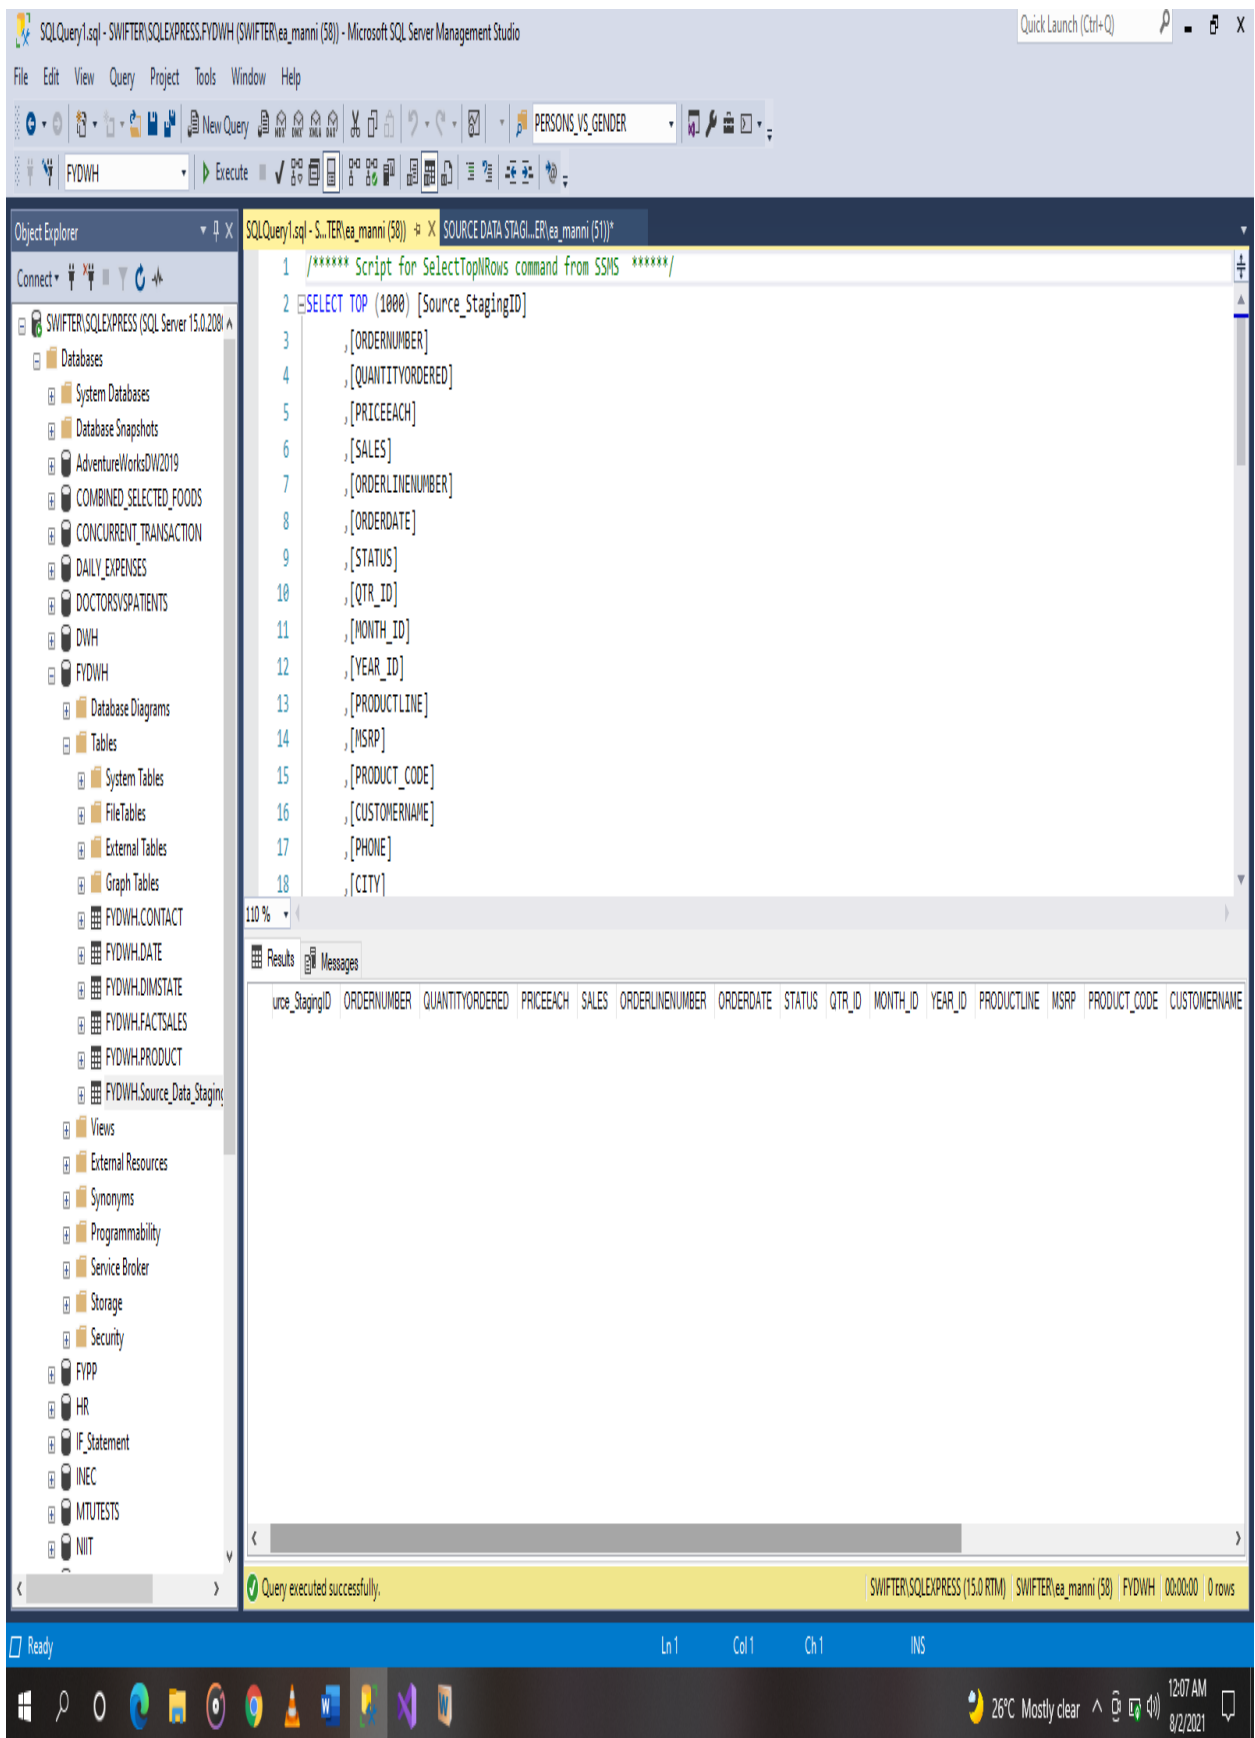 SQLQuery1.sql - SWIFTER\SQLEXPRESS.FYDWH (SWIFTER\ea_manni (58)) - Microsoft SQL Server Management Studio
Quick Launch (Ctrl+Q)
File Edit View Query Project Tools Window Help
New Query
MDX DMX XMLA DAX
PERSONS_VS_GENDER
FYDWH
Execute
Object Explorer
Connect
SWIFTER\SQLEXPRESS (SQL Server 15.0.208
Databases
System Databases
Database Snapshots
AdventureWorksDW2019
COMBINED_SELECTED_FOODS
CONCURRENT_TRANSACTION
DAILY_EXPENSES
DOCTORSVSPATIENTS
DWH
FYDWH
Database Diagrams
Tables
System Tables
FileTables
External Tables
Graph Tables
FYDWH.CONTACT
FYDWH.DATE
FYDWH.DIMSTATE
FYDWH.FACTSALES
FYDWH.PRODUCT
FYDWH.Source_Data_Staging
Views
External Resources
Synonyms
Programmability
Service Broker
Storage
Security
FYPP
HR
IF_Statement
INEC
MTUTESTS
NIIT
SQLQuery1.sql - S...TER\ea_manni (58)) SOURCE DATA STAGI...ER\ea_manni (51))*
1 /****** Script for SelectTopNRows command from SSMS ******/
2 SELECT TOP (1000) [Source_StagingID]
3 ,[ORDERNUMBER]
4 ,[QUANTITYORDERED]
5 ,[PRICEEACH]
6 ,[SALES]
7 ,[ORDERLINENUMBER]
8 ,[ORDERDATE]
9 ,[STATUS]
10 ,[QTR_ID]
11 ,[MONTH_ID]
12 ,[YEAR_ID]
13 ,[PRODUCTLINE]
14 ,[MSRP]
15 ,[PRODUCT_CODE]
16 ,[CUSTOMERNAME]
17 ,[PHONE]
18 ,[CITY]
110 %
Results Messages
urce_StagingID ORDERNUMBER QUANTITYORDERED PRICEEACH SALES ORDERLINENUMBER ORDERDATE STATUS QTR_ID MONTH_ID YEAR_ID PRODUCTLINE MSRP PRODUCT_CODE CUSTOMERNAME
Query executed successfully. SWIFTER\SQLEXPRESS (15.0 RTM) SWIFTER\ea_manni (58) FYDWH 00:00:00 0 rows
Ready Ln 1 Col 1 Ch 1 INS
26°C Mostly clear 12:07 AM
8/2/2021